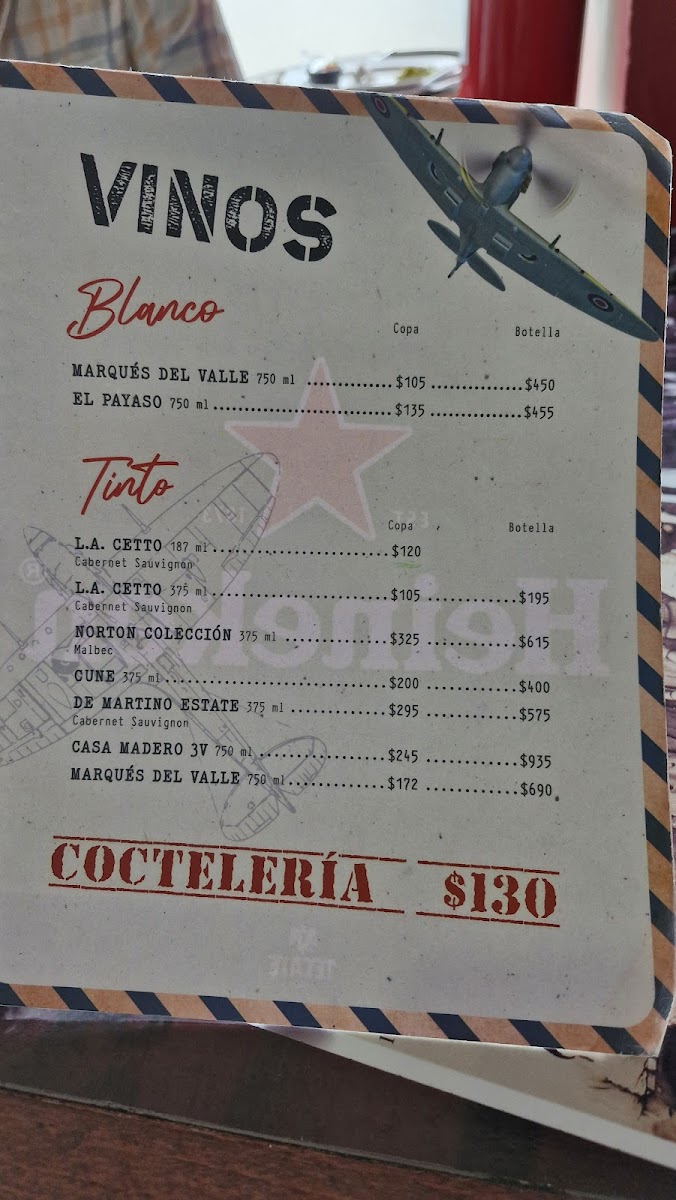 VINOS
Blanco
Copa Botella
MARQUÉS DEL VALLE 750 ml ..............$105 ...............$450
EL PAYASO 750 ml ..............................$135 ...............$455
Tinto
Copa Botella
L.A. CETTO 187 ml ..............................$120
Cabernet Sauvignon
L.A. CETTO 375 ml ..............................$105 ...............$195
Cabernet Sauvignon
NORTON COLECCIÓN 375 ml .................$325 ...............$615
Malbec
CUNE 375 ml ......................................$200 ...............$400
DE MARTINO ESTATE 375 ml ................$295 ...............$575
Cabernet Sauvignon
CASA MADERO 3V 750 ml .....................$245 ...............$935
MARQUÉS DEL VALLE 750 ml ................$172 ...............$690
COCTELERÍA $130
Heineken